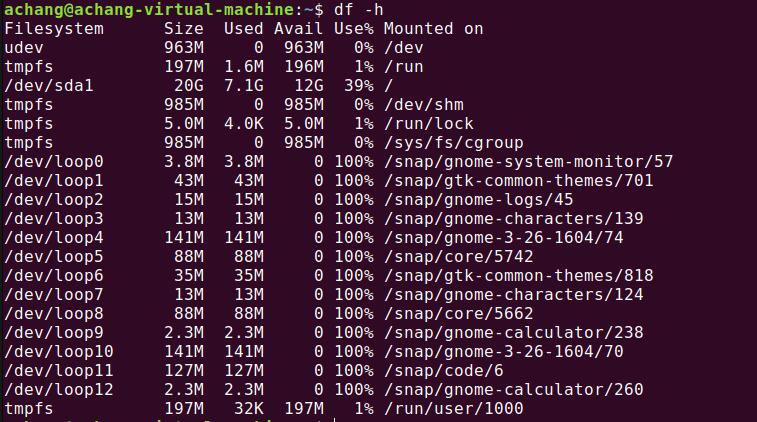 achang@achang-virtual-machine:~$ df -h
Filesystem      Size  Used Avail Use% Mounted on
udev            963M     0  963M   0% /dev
tmpfs           197M  1.6M  196M   1% /run
/dev/sda1        20G  7.1G   12G  39% /
tmpfs           985M     0  985M   0% /dev/shm
tmpfs           5.0M  4.0K  5.0M   1% /run/lock
tmpfs           985M     0  985M   0% /sys/fs/cgroup
/dev/loop0      3.8M  3.8M     0 100% /snap/gnome-system-monitor/57
/dev/loop1       43M   43M     0 100% /snap/gtk-common-themes/701
/dev/loop2       15M   15M     0 100% /snap/gnome-logs/45
/dev/loop3       13M   13M     0 100% /snap/gnome-characters/139
/dev/loop4      141M  141M     0 100% /snap/gnome-3-26-1604/74
/dev/loop5       88M   88M     0 100% /snap/core/5742
/dev/loop6       35M   35M     0 100% /snap/gtk-common-themes/818
/dev/loop7       13M   13M     0 100% /snap/gnome-characters/124
/dev/loop8       88M   88M     0 100% /snap/core/5662
/dev/loop9      2.3M  2.3M     0 100% /snap/gnome-calculator/238
/dev/loop10     141M  141M     0 100% /snap/gnome-3-26-1604/70
/dev/loop11     127M  127M     0 100% /snap/code/6
/dev/loop12     2.3M  2.3M     0 100% /snap/gnome-calculator/260
tmpfs           197M   32K  197M   1% /run/user/1000